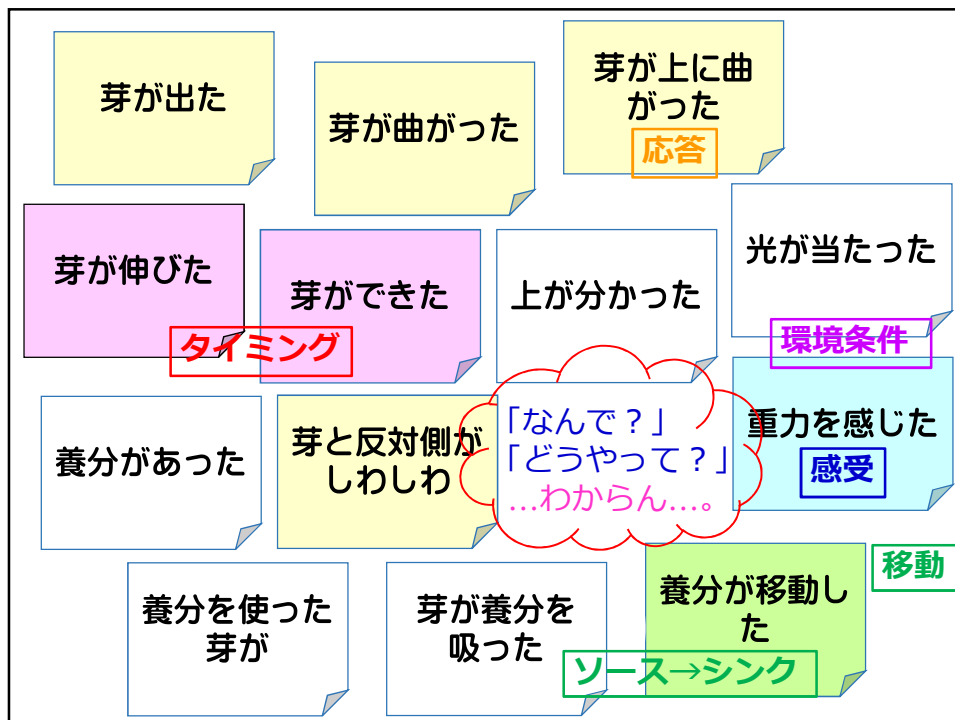 芽が出た
芽が曲がった
芽が上に曲
がった
応答
芽が伸びた
芽ができた
タイミング
上が分かった
光が当たった
環境条件
養分があった
芽と反対側が
しわしわ
「なんで？」
「どうやって？」
…わからん…。
重力を感じた
感受
養分を使った
芽が
芽が養分を
吸った
養分が移動し
た
移動
ソース→シンク